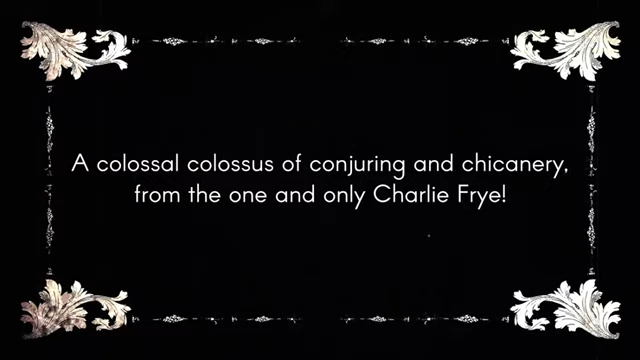 A colossal colossus of conjuring and chicanery,
from the one and only Charlie Frye!